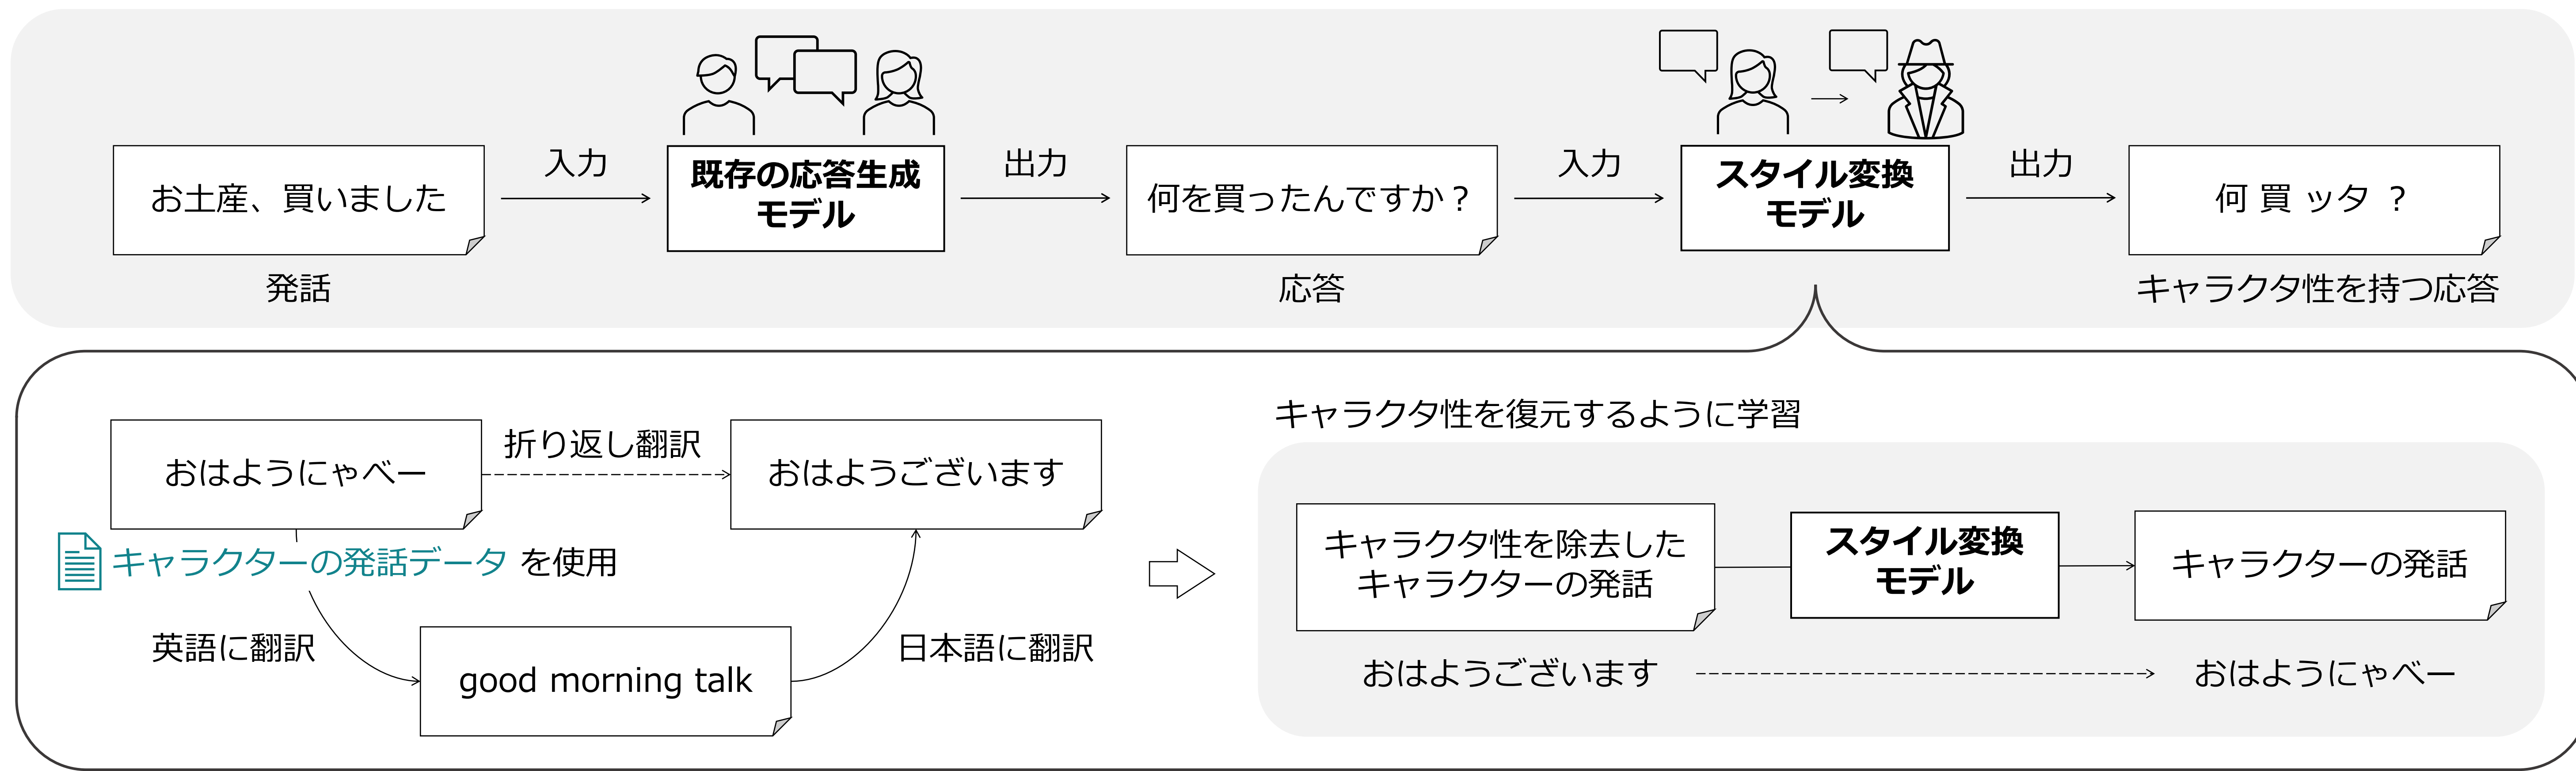 お土産、買いました
発話
入力
既存の応答生成
モデル
出力
何を買ったんですか？
応答
入力
スタイル変換
モデル
出力
何 買 ッタ ？
キャラクタ性を持つ応答
おはようにゃべー
折り返し翻訳
おはようございます
キャラクターの発話データ を使用
英語に翻訳
good morning talk
日本語に翻訳
キャラクタ性を復元するように学習
キャラクタ性を除去した
キャラクターの発話
スタイル変換
モデル
キャラクターの発話
おはようございます
おはようにゃべー